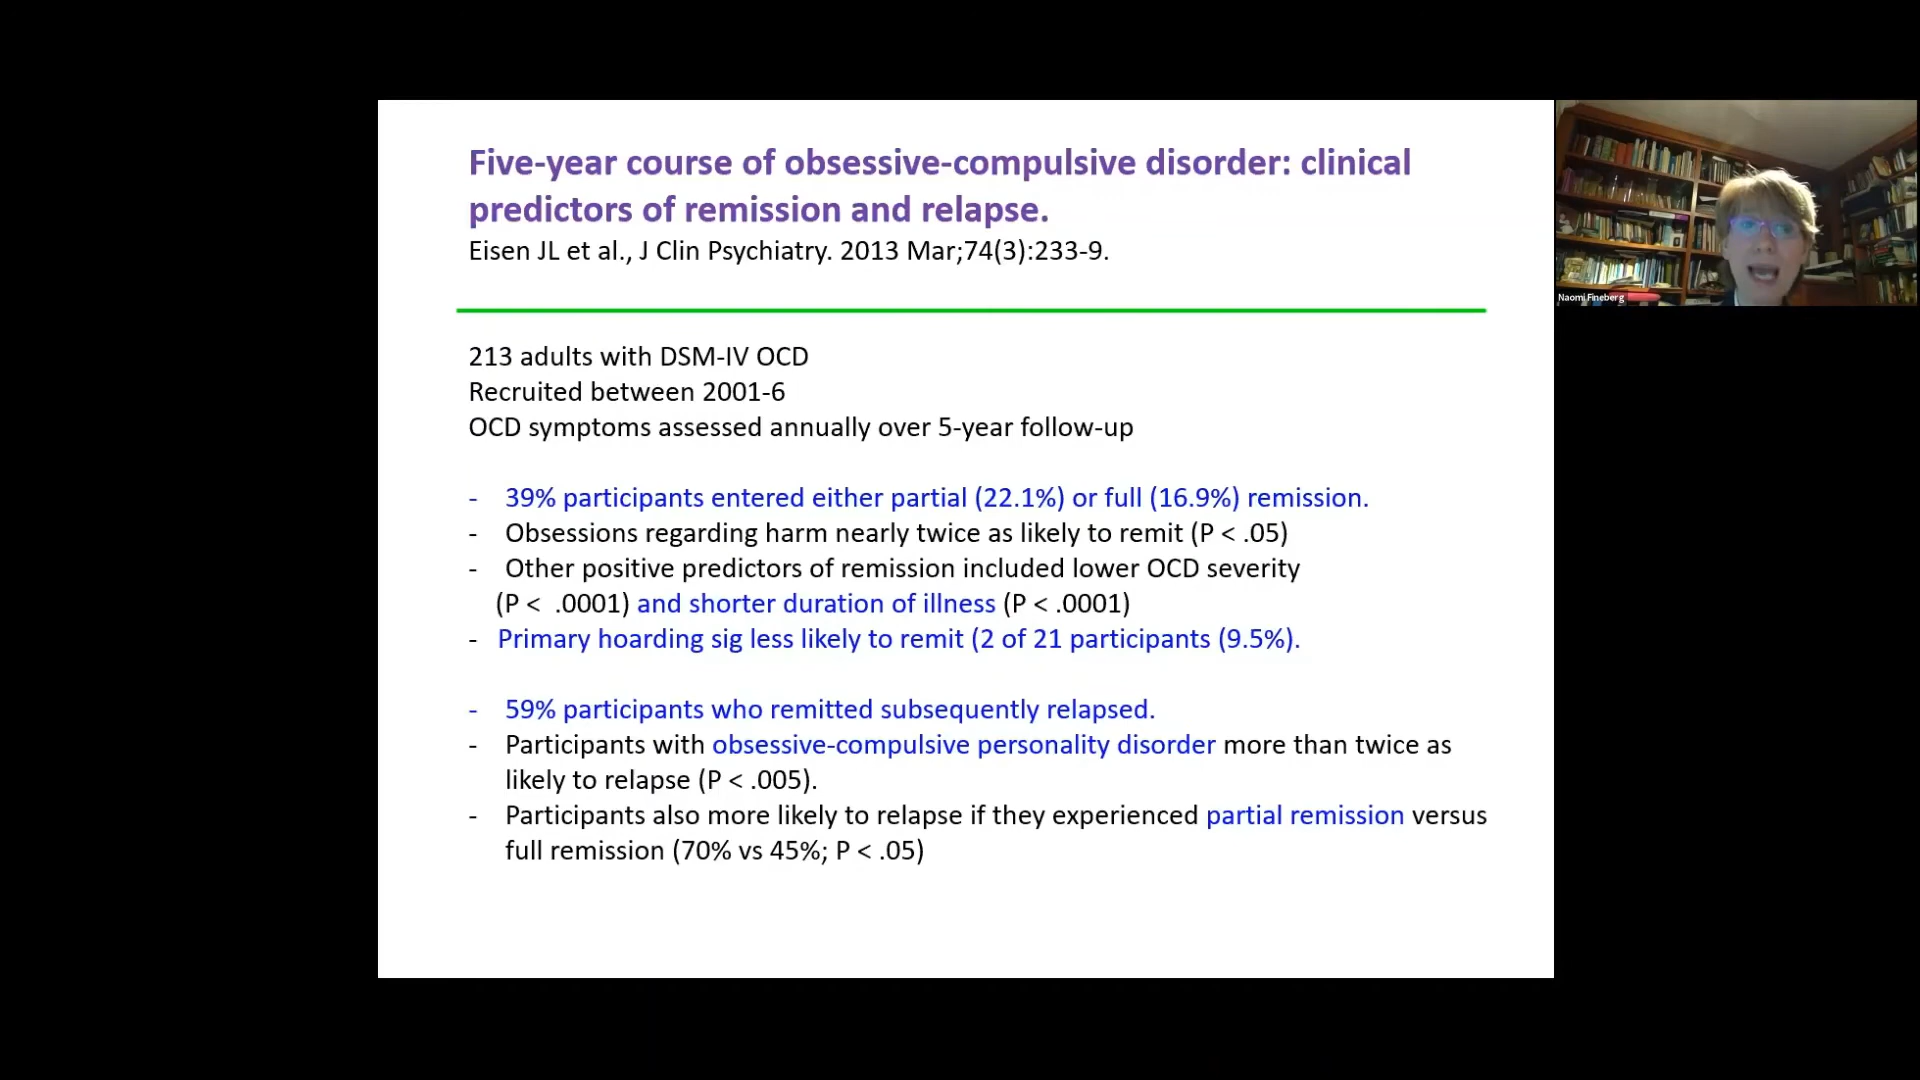 Five-year course of obsessive-compulsive disorder: clinical
predictors of remission and relapse.
Eisen JL et al., J Clin Psychiatry. 2013 Mar;74(3):233-9.
Naomi Fineberg
213 adults with DSM-IV OCD
Recruited between 2001-6
OCD symptoms assessed annually over 5-year follow-up
- 39% participants entered either partial (22.1%) or full (16.9%) remission.
- Obsessions regarding harm nearly twice as likely to remit (P < .05)
- Other positive predictors of remission included lower OCD severity
(P < .0001) and shorter duration of illness (P < .0001)
- Primary hoarding sig less likely to remit (2 of 21 participants (9.5%).
- 59% participants who remitted subsequently relapsed.
- Participants with obsessive-compulsive personality disorder more than twice as
likely to relapse (P < .005).
- Participants also more likely to relapse if they experienced partial remission versus
full remission (70% vs 45%; P < .05)